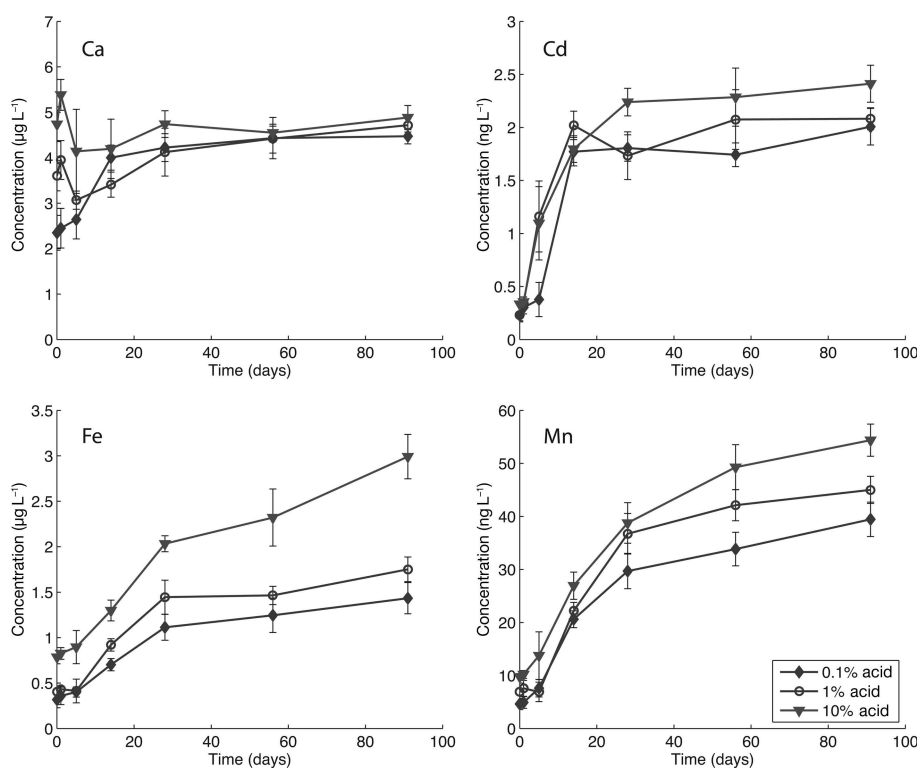 Ca
Concentration (µg L⁻¹)
7
6
5
4
3
2
1
0
0 20 40 60 80 100
Time (days)
Cd
Concentration (ng L⁻¹)
3
2.5
2
1.5
1
0.5
0
0 20 40 60 80 100
Time (days)
Fe
Concentration (µg L⁻¹)
3.5
3
2.5
2
1.5
1
0.5
0
0 20 40 60 80 100
Time (days)
Mn
Concentration (ng L⁻¹)
60
50
40
30
20
10
0
0 20 40 60 80 100
Time (days)
0.1% acid
1% acid
10% acid